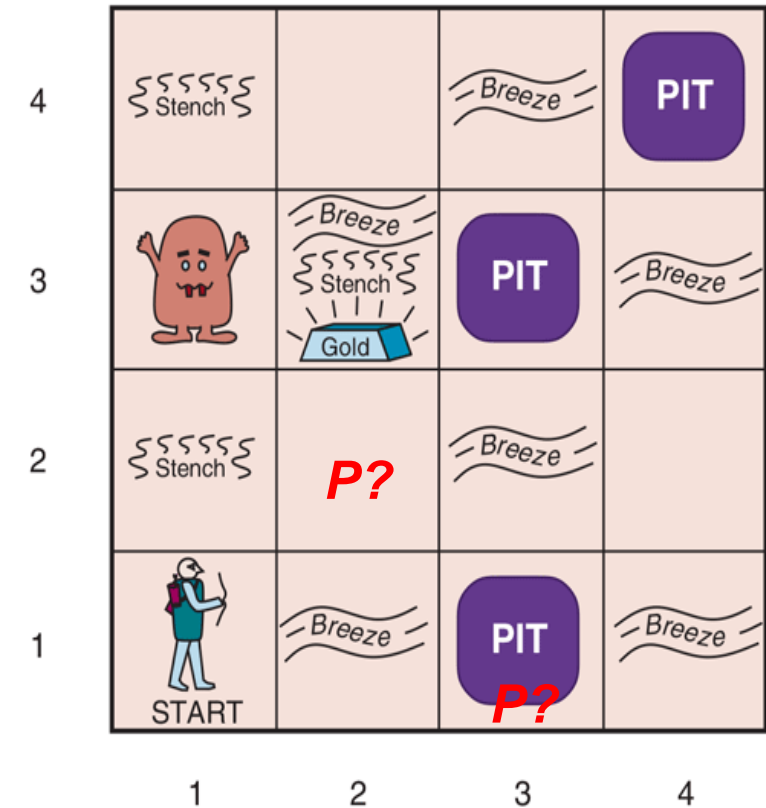 4
Stench
Breeze
PIT
3
Breeze
Stench
Gold
PIT
Breeze
2
Stench
P?
Breeze
1
START
Breeze
PIT
P?
Breeze
1 2 3 4